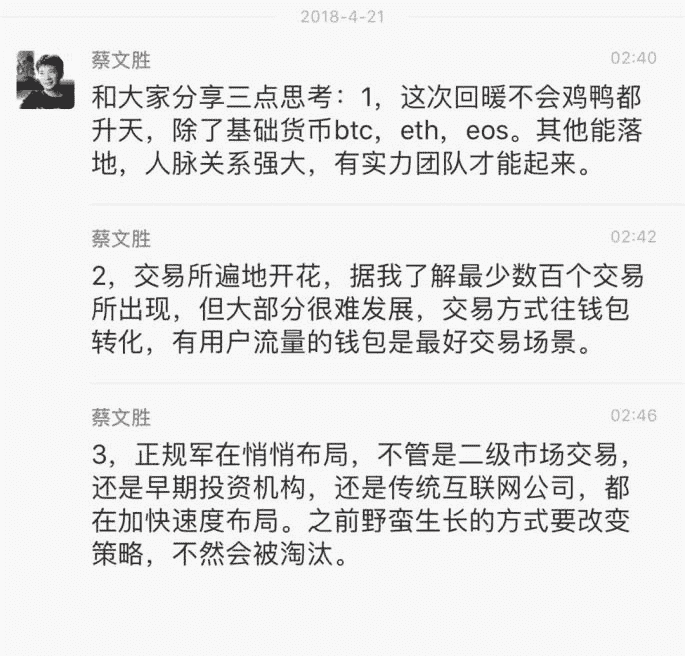 2018-4-21
蔡文胜 02:40
和大家分享三点思考：1，这次回暖不会鸡鸭都
升天，除了基础货币btc，eth，eos。其他能落
地，人脉关系强大，有实力团队才能起来。
蔡文胜 02:42
2，交易所遍地开花，据我了解最少数百个交易
所出现，但大部分很难发展，交易方式往钱包
转化，有用户流量的钱包是最好交易场景。
蔡文胜 02:46
3，正规军在悄悄布局，不管是二级市场交易，
还是早期投资机构，还是传统互联网公司，都
在加快速度布局。之前野蛮生长的方式要改变
策略，不然会被淘汰。